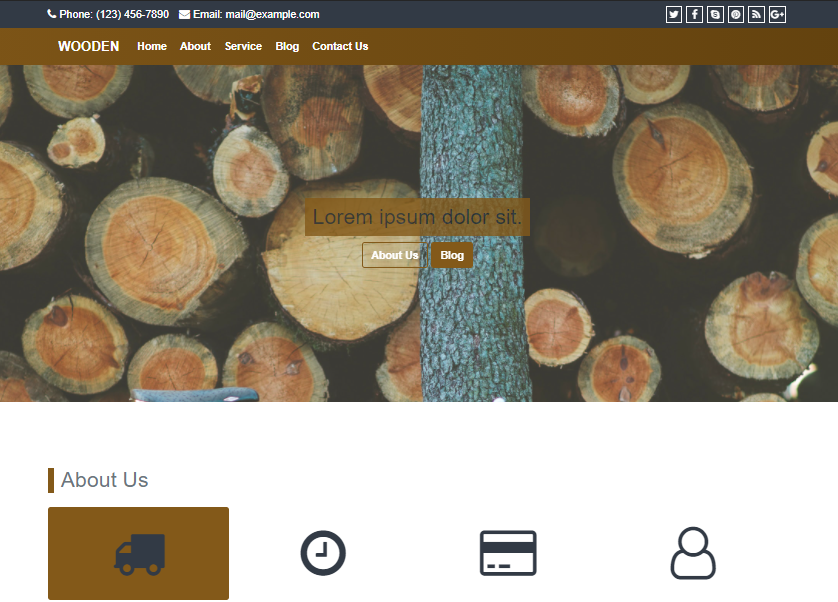 Phone: (123) 456-7890 Email: mail@example.com
WOODEN Home About Service Blog Contact Us
Lorem ipsum dolor sit.
About Us Blog
About Us